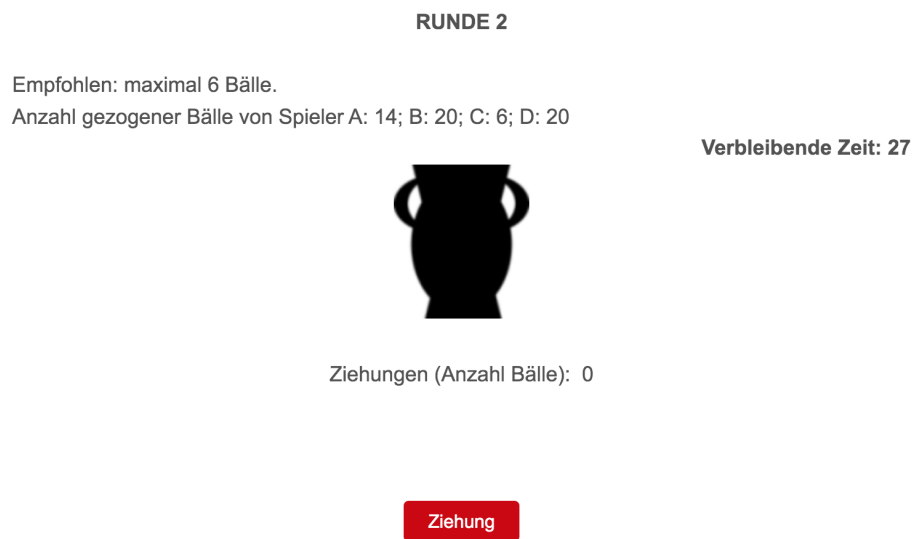 RUNDE 2
Empfohlen: maximal 6 Bälle.
Anzahl gezogener Bälle von Spieler A: 14; B: 20; C: 6; D: 20
Verbleibende Zeit: 27
Ziehungen (Anzahl Bälle): 0
Ziehung